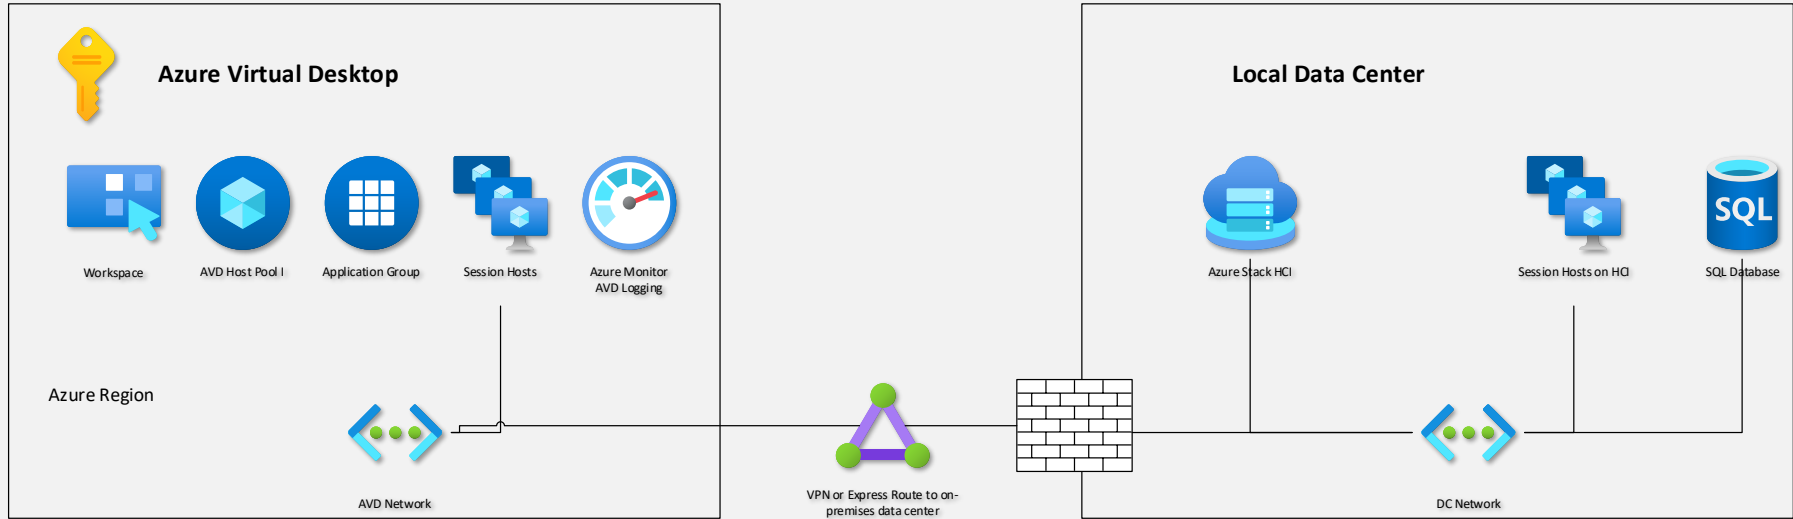 Azure Virtual Desktop
Local Data Center
SQL
Workspace
AVD Host Pool I
Application Group
Session Hosts
Azure Monitor
AVD Logging
Azure Stack HCI
Session Hosts on HCI
SQL Database
Azure Region
AVD Network
VPN or Express Route to on-
premises data center
DC Network